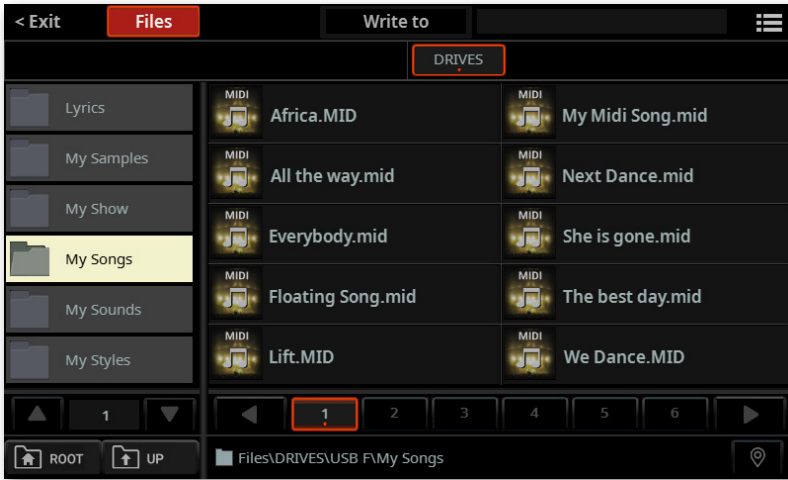 < Exit Files Write to
DRIVES
Lyrics
My Samples
My Show
My Songs
My Sounds
My Styles
1
ROOT UP
MIDI Africa.MID
MIDI My Midi Song.mid
MIDI All the way.mid
MIDI Next Dance.mid
MIDI Everybody.mid
MIDI She is gone.mid
MIDI Floating Song.mid
MIDI The best day.mid
MIDI Lift.MID
MIDI We Dance.MID
1 2 3 4 5 6
Files\DRIVES\USB F\My Songs